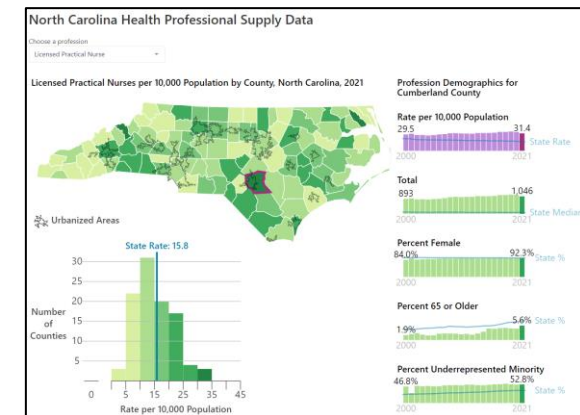 North Carolina Health Professional Supply Data
Choose a profession
Licensed Practical Nurse
Licensed Practical Nurses per 10,000 Population by County, North Carolina, 2021
Urbanized Areas
State Rate: 15.8
Number
of
Counties
30
25
20
15
10
5
0 5 15 15 25 30 35 45
Rate per 10,000 Population
Profession Demographics for
Cumberland County
Rate per 10,000 Population
29.5 31.4
State Rate
2000 2021
Total
893 1,046
State Median
2000 2021
Percent Female
84.0% 92.3%
State %
2000 2021
Percent 65 or Older
1.9% 5.6%
State %
2000 2021
Percent Underrepresented Minority
46.8% 52.8%
State %
2000 2021